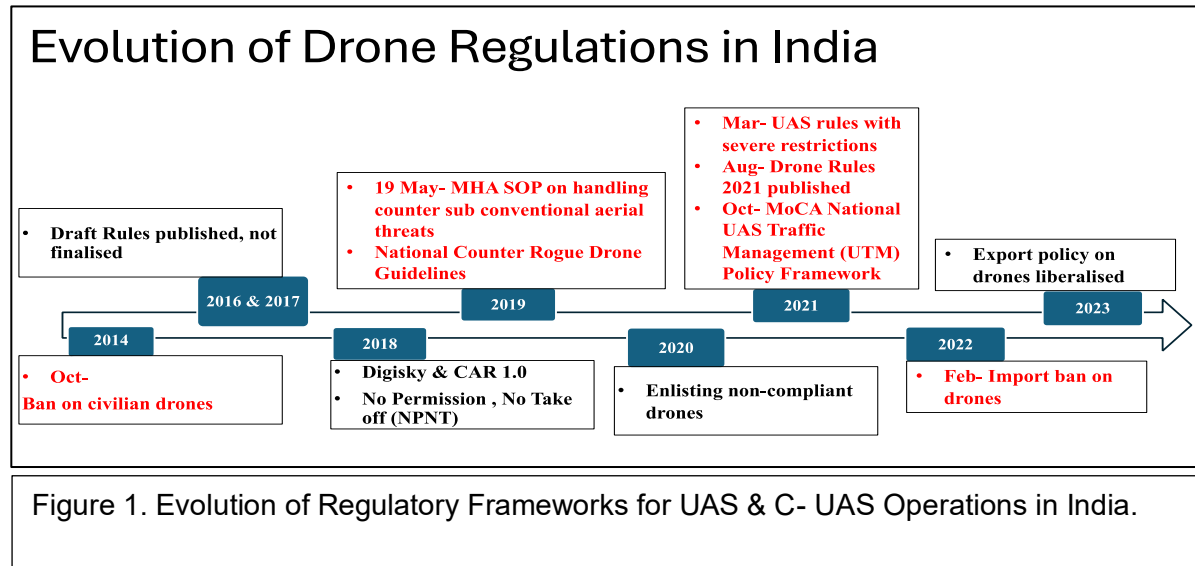 Evolution of Drone Regulations in India
• Draft Rules published, not
finalised
• 19 May- MHA SOP on handling
counter sub conventional aerial
threats
• National Counter Rogue Drone
Guidelines
• Mar- UAS rules with
severe restrictions
• Aug- Drone Rules
2021 published
• Oct- MoCA National
UAS Traffic
Management (UTM)
Policy Framework
• Export policy on
drones liberalised
2016 & 2017
2019
2021
2023
2014
2018
2020
2022
• Oct-
Ban on civilian drones
• Digisky & CAR 1.0
• No Permission , No Take
off (NPNT)
• Enlisting non-compliant
drones
• Feb- Import ban on
drones
Figure 1. Evolution of Regulatory Frameworks for UAS & C- UAS Operations in India.